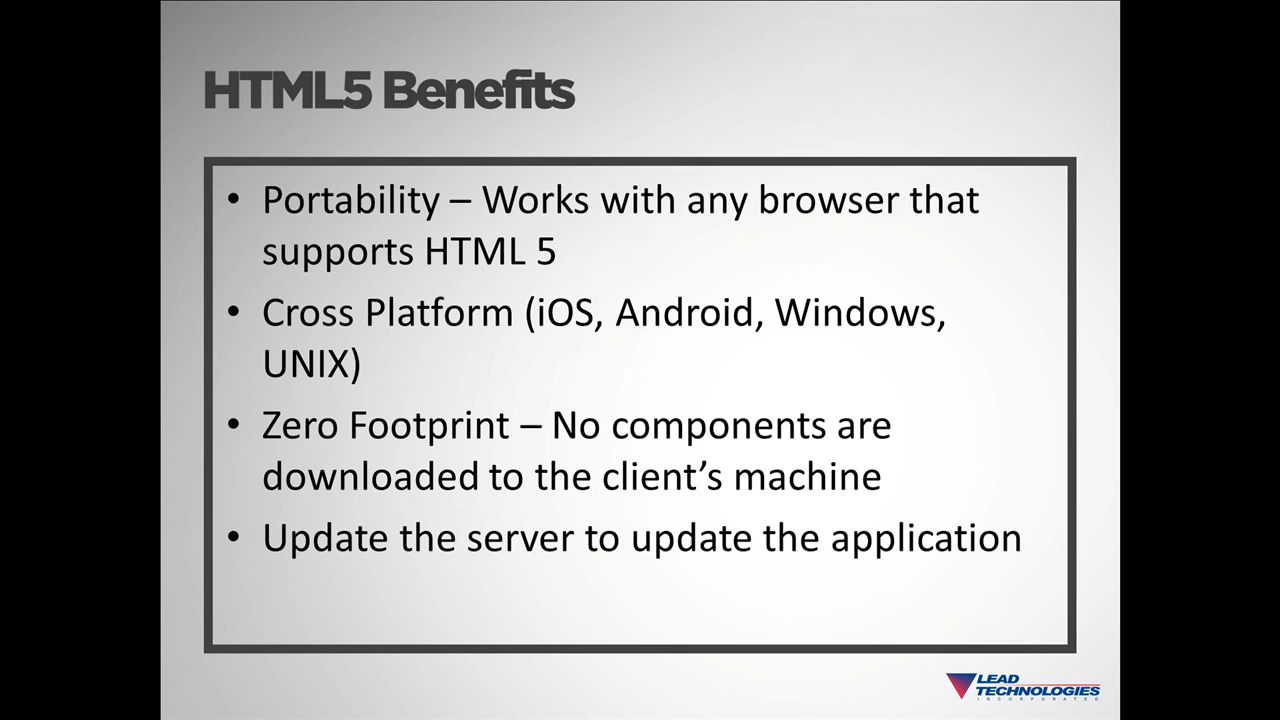 HTML5 Benefits
• Portability – Works with any browser that
supports HTML 5
• Cross Platform (iOS, Android, Windows,
UNIX)
• Zero Footprint – No components are
downloaded to the client’s machine
• Update the server to update the application
LEAD
TECHNOLOGIES
INCORPORATED